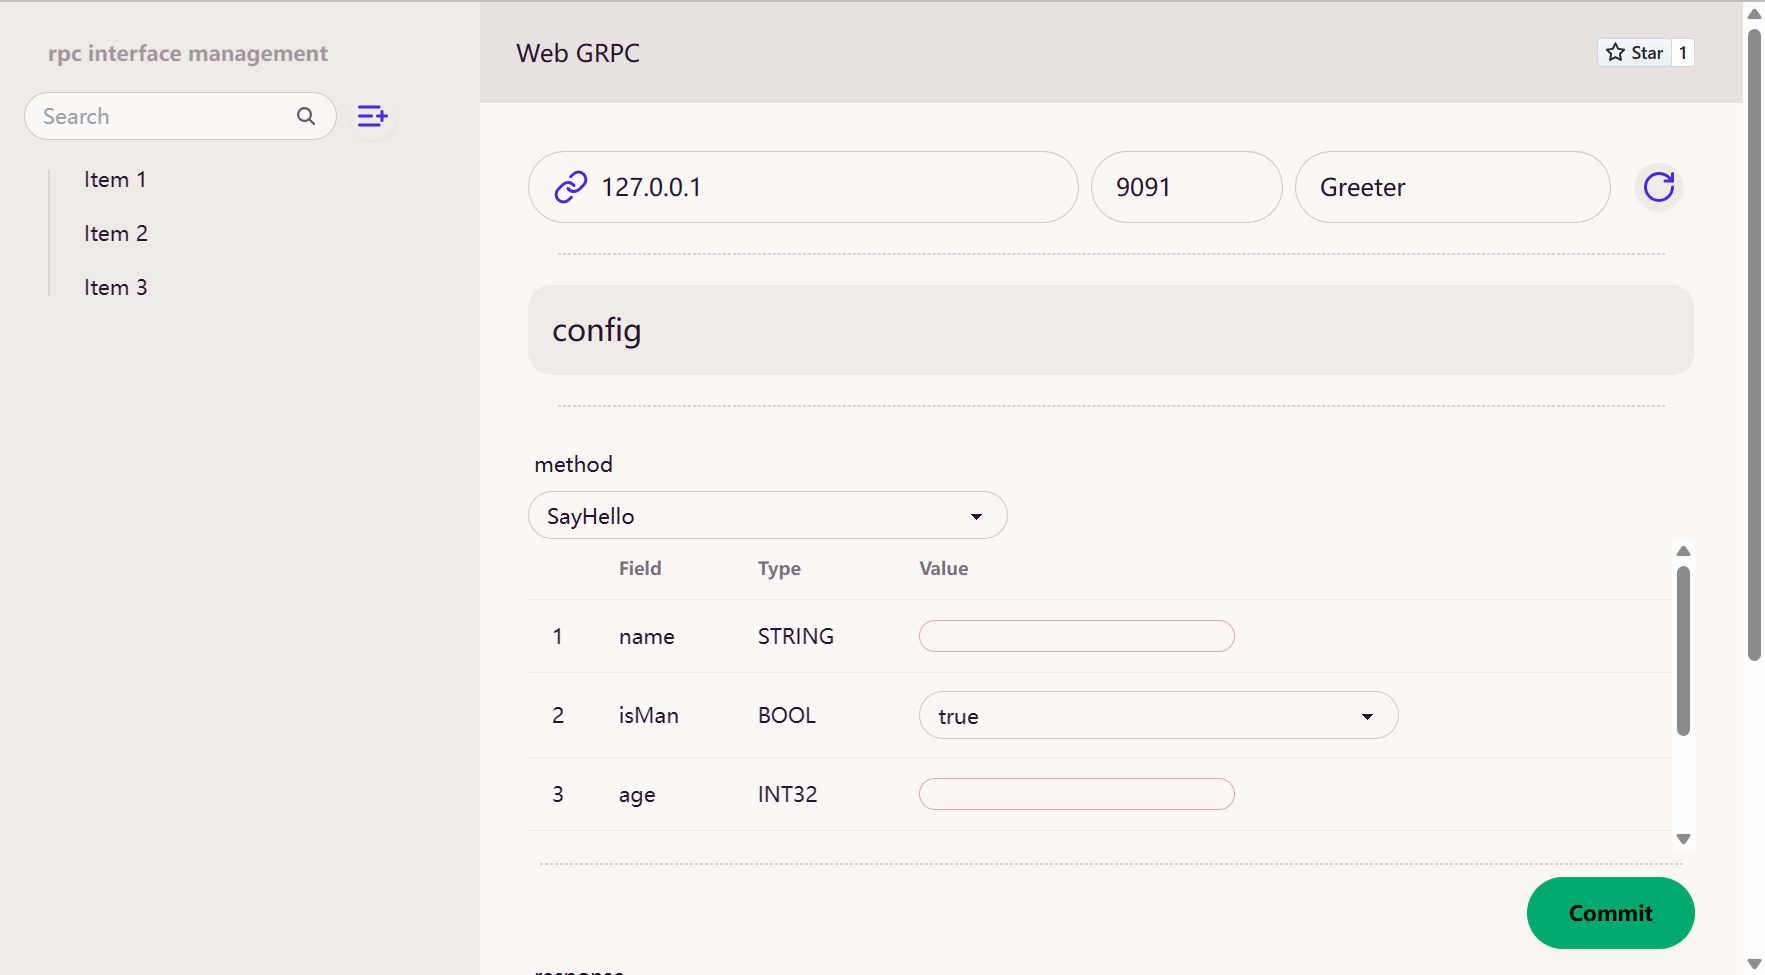 rpc interface management
Search
Item 1
Item 2
Item 3
Web GRPC
Star 1
127.0.0.1
9091
Greeter
config
method
SayHello
Field Type Value
1 name STRING
2 isMan BOOL true
3 age INT32
Commit